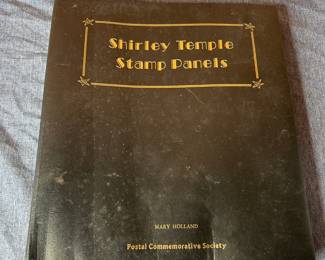 Shirley Temple
Stamp Panels
MARY HOLLAND
Postal Commemorative Society